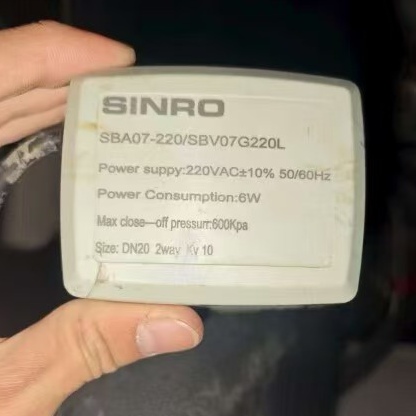 SINRO
SBA07-220/SBV07G220L
Power suppy:220VAC±10% 50/60Hz
Power Consumption:6W
Max close—off pressurr:600Kpa
Size: DN20 2way Kv 10